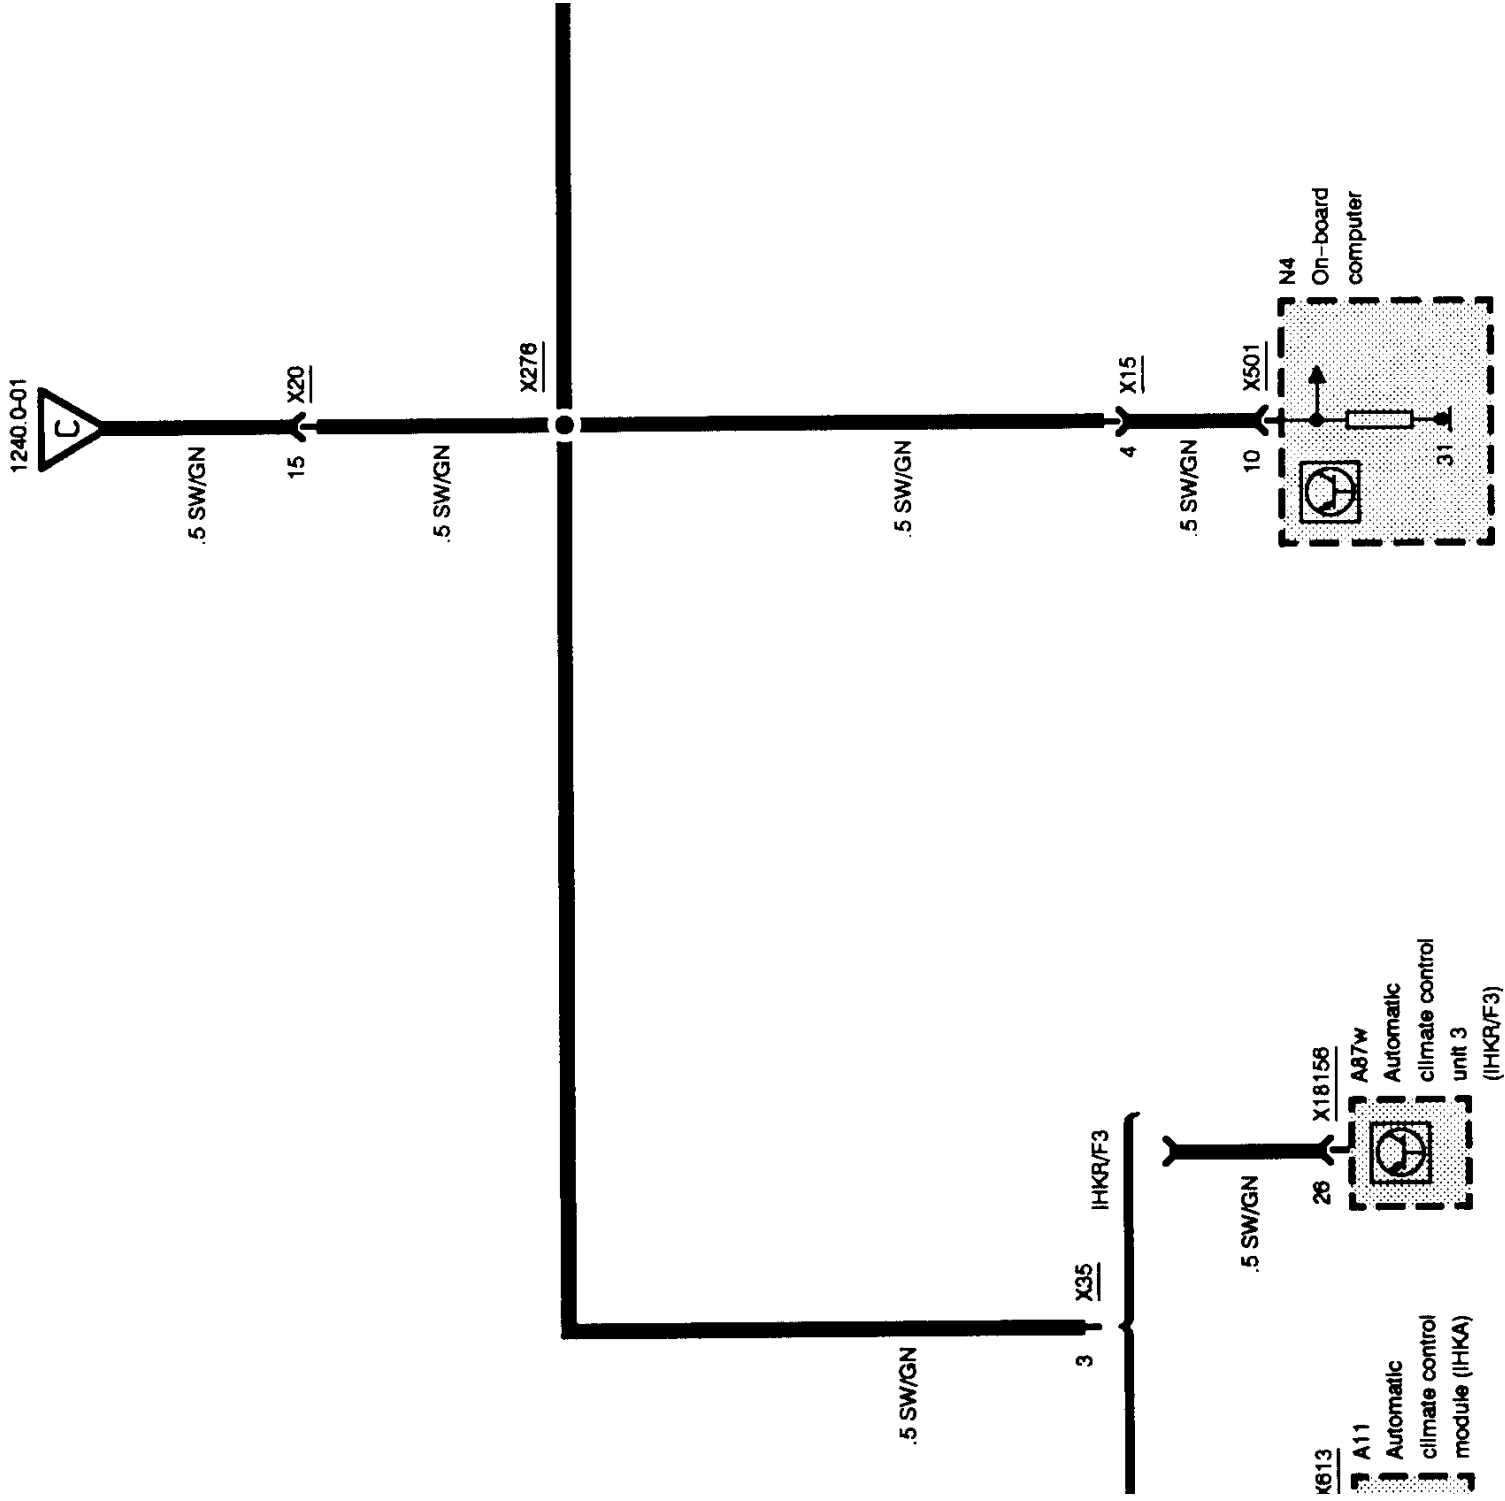 1240.0-01
C
.5 SW/GN
15
X20
.5 SW/GN
X276
.5 SW/GN
4
X15
.5 SW/GN
10
X501
N4
On-board
computer
31
.5 SW/GN
3
X35
IHKR/F3
.5 SW/GN
26
X18156
A87w
Automatic
climate control
unit 3
(IHKR/F3)
X613
A11
Automatic
climate control
module (IHKA)